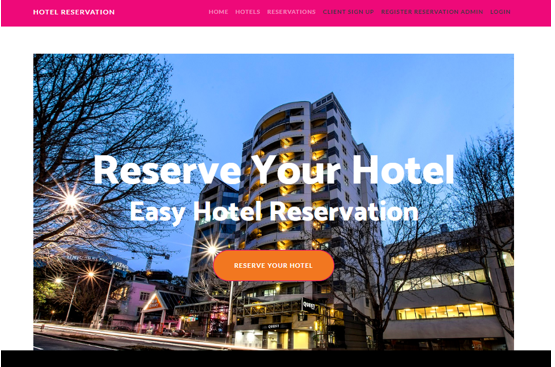 HOTEL RESERVATION
HOME HOTELS RESERVATIONS CLIENT SIGN UP REGISTER RESERVATION ADMIN LOGIN
Reserve Your Hotel
Easy Hotel Reservation
RESERVE YOUR HOTEL
QUEST